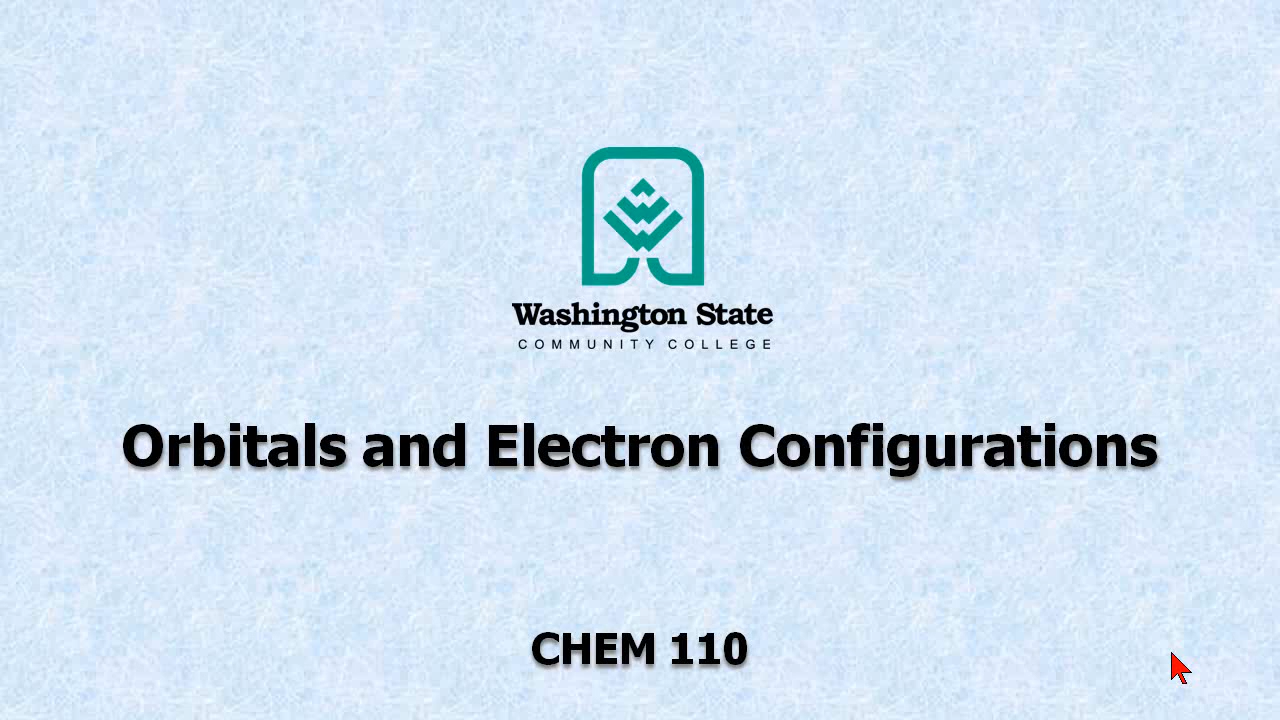 Washington State
COMMUNITY COLLEGE
Orbitals and Electron Configurations
CHEM 110